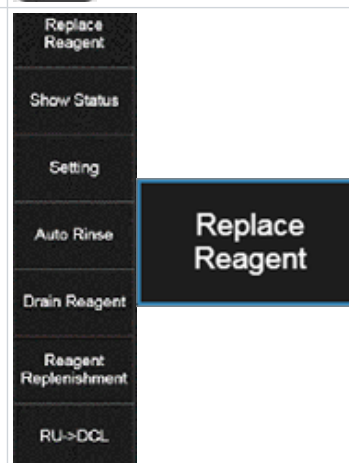 Replace
Reagent
Show Status
Setting
Auto Rinse
Replace
Reagent
Drain Reagent
Reagent
Replenishment
RU->DCL